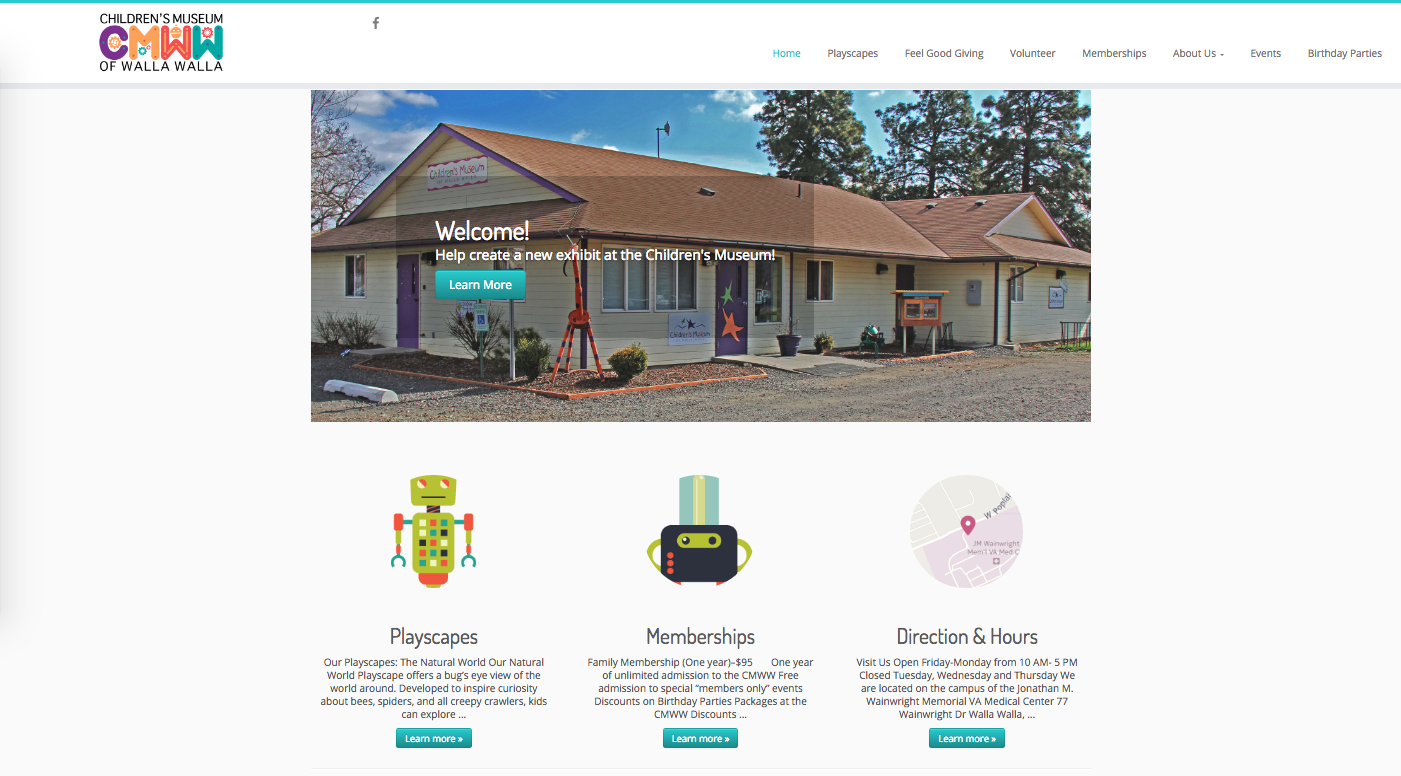 CHILDREN'S MUSEUM
CMWW
OF WALLA WALLA
Home Playscapes Feel Good Giving Volunteer Memberships About Us Events Birthday Parties
Children's Museum
OF WALLA WALLA
Welcome!
Help create a new exhibit at the Children's Museum!
Learn More
Children's Museum
W Poplar
JM Wainwright
Mem'l VA Med C
Playscapes
Our Playscapes: The Natural World Our Natural
World Playscape offers a bug's eye view of the
world around. Developed to inspire curiosity
about bees, spiders, and all creepy crawlers, kids
can explore ...
Learn more »
Memberships
Family Membership (One year)–$95 One year
of unlimited admission to the CMWW Free
admission to special “members only” events
Discounts on Birthday Parties Packages at the
CMWW Discounts ...
Learn more »
Direction & Hours
Visit Us Open Friday-Monday from 10 AM- 5 PM
Closed Tuesday, Wednesday and Thursday We
are located on the campus of the Jonathan M.
Wainwright Memorial VA Medical Center 77
Wainwright Dr Walla Walla, ...
Learn more »